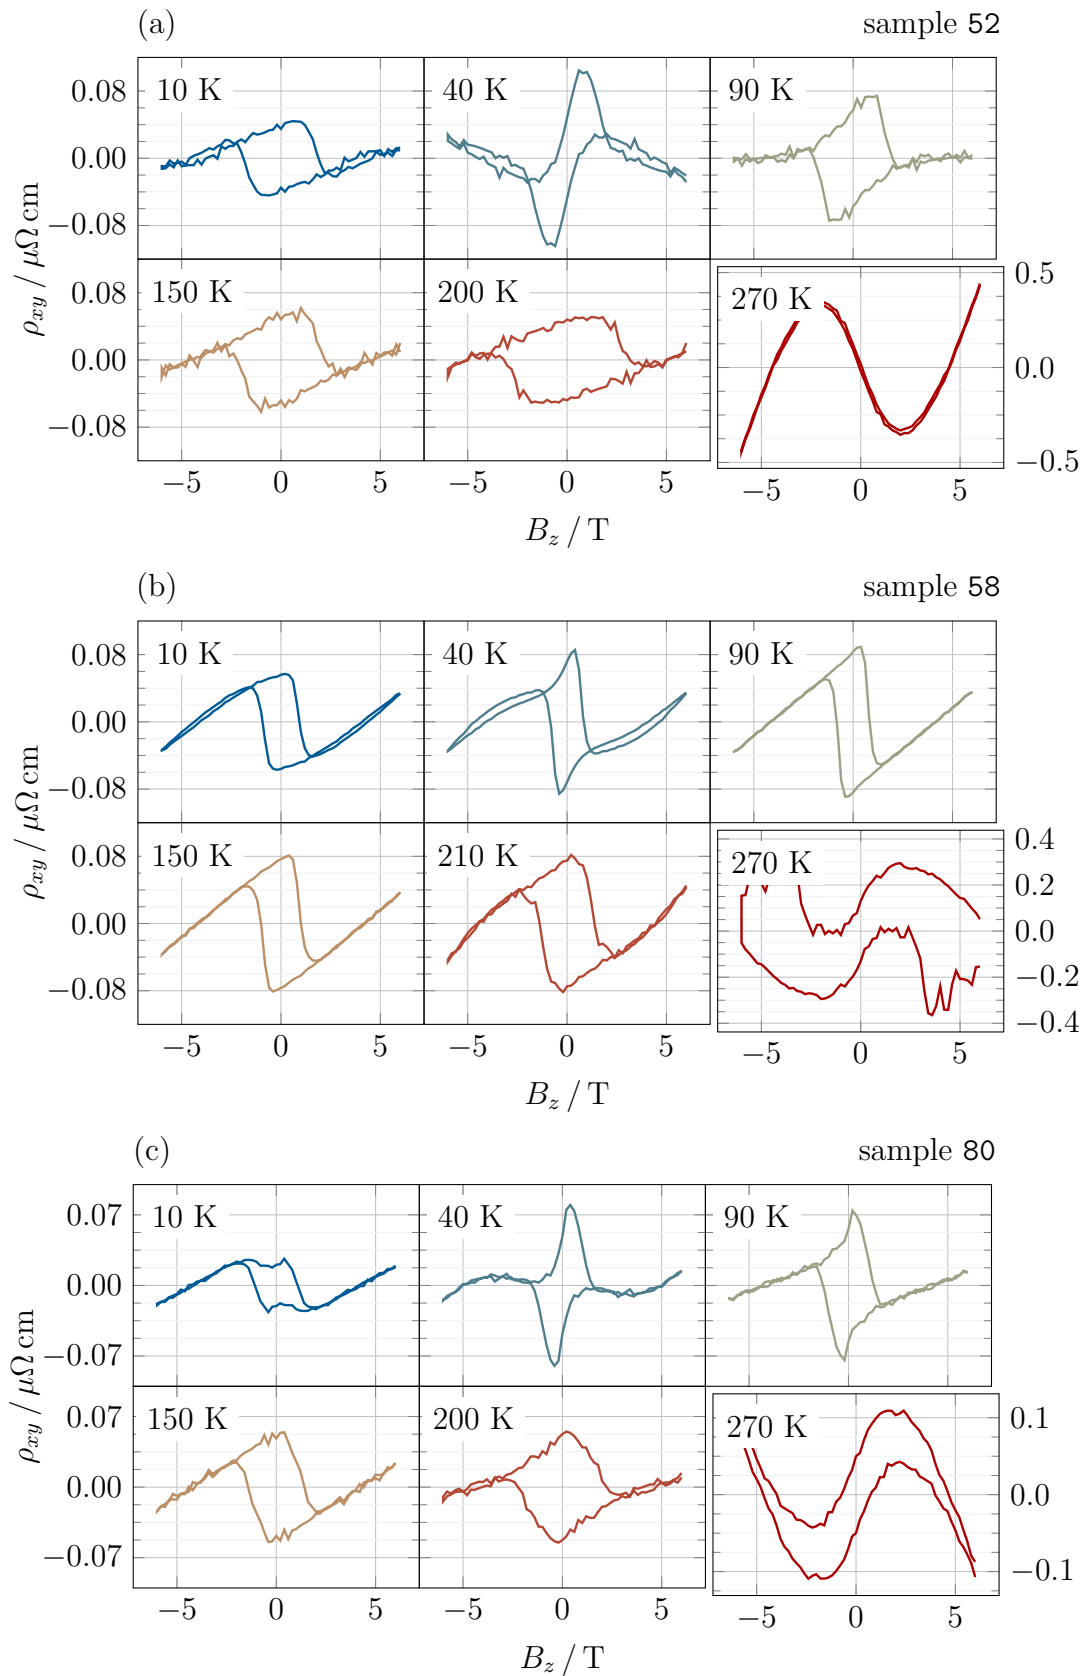 (a) sample 52
10 K 40 K 90 K
0.08
0.00
−0.08
150 K 200 K 270 K
0.08 0.5
0.00 0.0
−0.08 −0.5
−5 0 5 0 5 −5 0 5
ρxy / μΩ cm
Bz / T
(b) sample 58
10 K 40 K 90 K
0.08
0.00
−0.08
150 K 210 K 270 K
0.08 0.4
0.2
0.00 0.0
−0.2
−0.08 −0.4
−5 0 5 0 5 −5 0 5
ρxy / μΩ cm
Bz / T
(c) sample 80
10 K 40 K 90 K
0.07
0.00
−0.07
150 K 200 K 270 K
0.07 0.1
0.00 0.0
−0.07 −0.1
−5 0 5 −5 0 5 −5 0 5
ρxy / μΩ cm
Bz / T